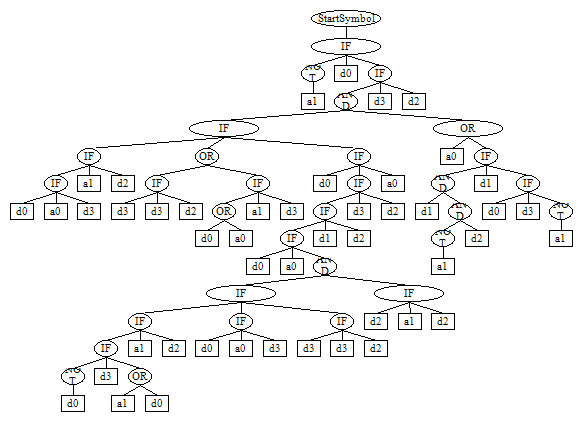 StartSymbol
IF
NOT d0 IF
a1 AND d3 d2
IF OR
IF OR IF a0 IF
IF a1 d2 IF IF d0 IF a0 AND d1 IF
d0 a0 d3 d3 d3 d2 OR a1 d3 IF d3 d2 d1 AND d0 d3 NOT
d0 a0 IF d1 d2 NOT d2 a1
d0 a0 AND a1
IF IF
IF IF IF d2 a1 d2
IF a1 d2 d0 a0 d3 d3 d3 d2
NOT d3 OR
d0 a1 d0